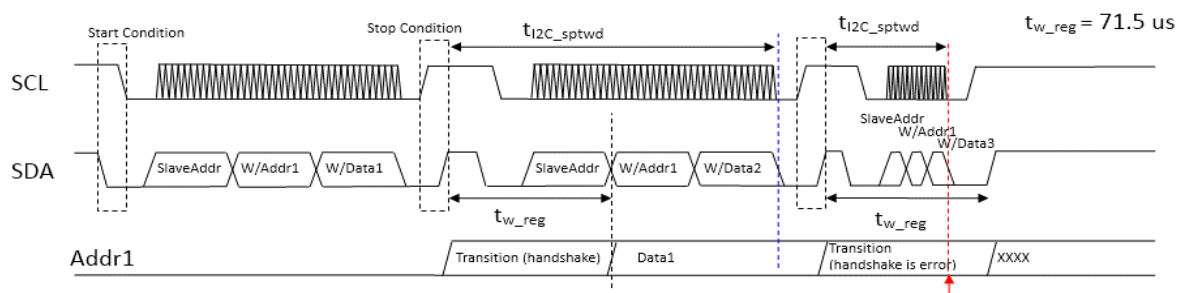 Start Condition
Stop Condition
tI2C_sptwd
tI2C_sptwd
tw_reg = 71.5 us
SCL
SlaveAddr
W/Addr1
W/Data3
SDA
SlaveAddr
W/Addr1
W/Data1
SlaveAddr
W/Addr1
W/Data2
tw_reg
tw_reg
Addr1
Transition (handshake)
Data1
Transition
(handshake is error)
XXXX